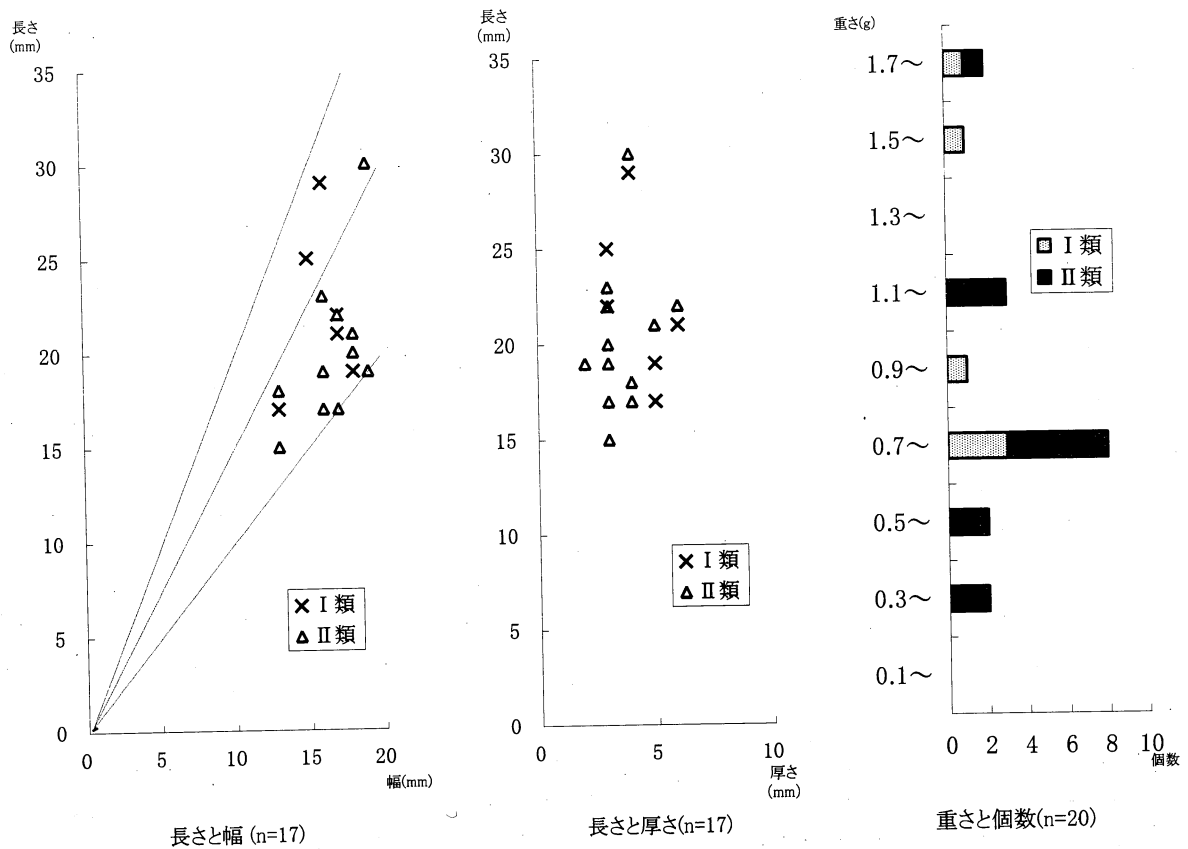 長さ
(mm)
35
30
25
20
15
10
5
0
0
5
10
15
20
幅(mm)
× Ⅰ類
△ Ⅱ類
長さと幅 (n=17)
長さ
(mm)
35
30
25
20
15
10
5
0
0
5
10
厚さ
(mm)
× Ⅰ類
△ Ⅱ類
長さと厚さ(n=17)
重さ(g)
1.7～
1.5～
1.3～
1.1～
0.9～
0.7～
0.5～
0.3～
0.1～
0 2 4 6 8 10
個数
Ⅰ類
Ⅱ類
重さと個数(n=20)